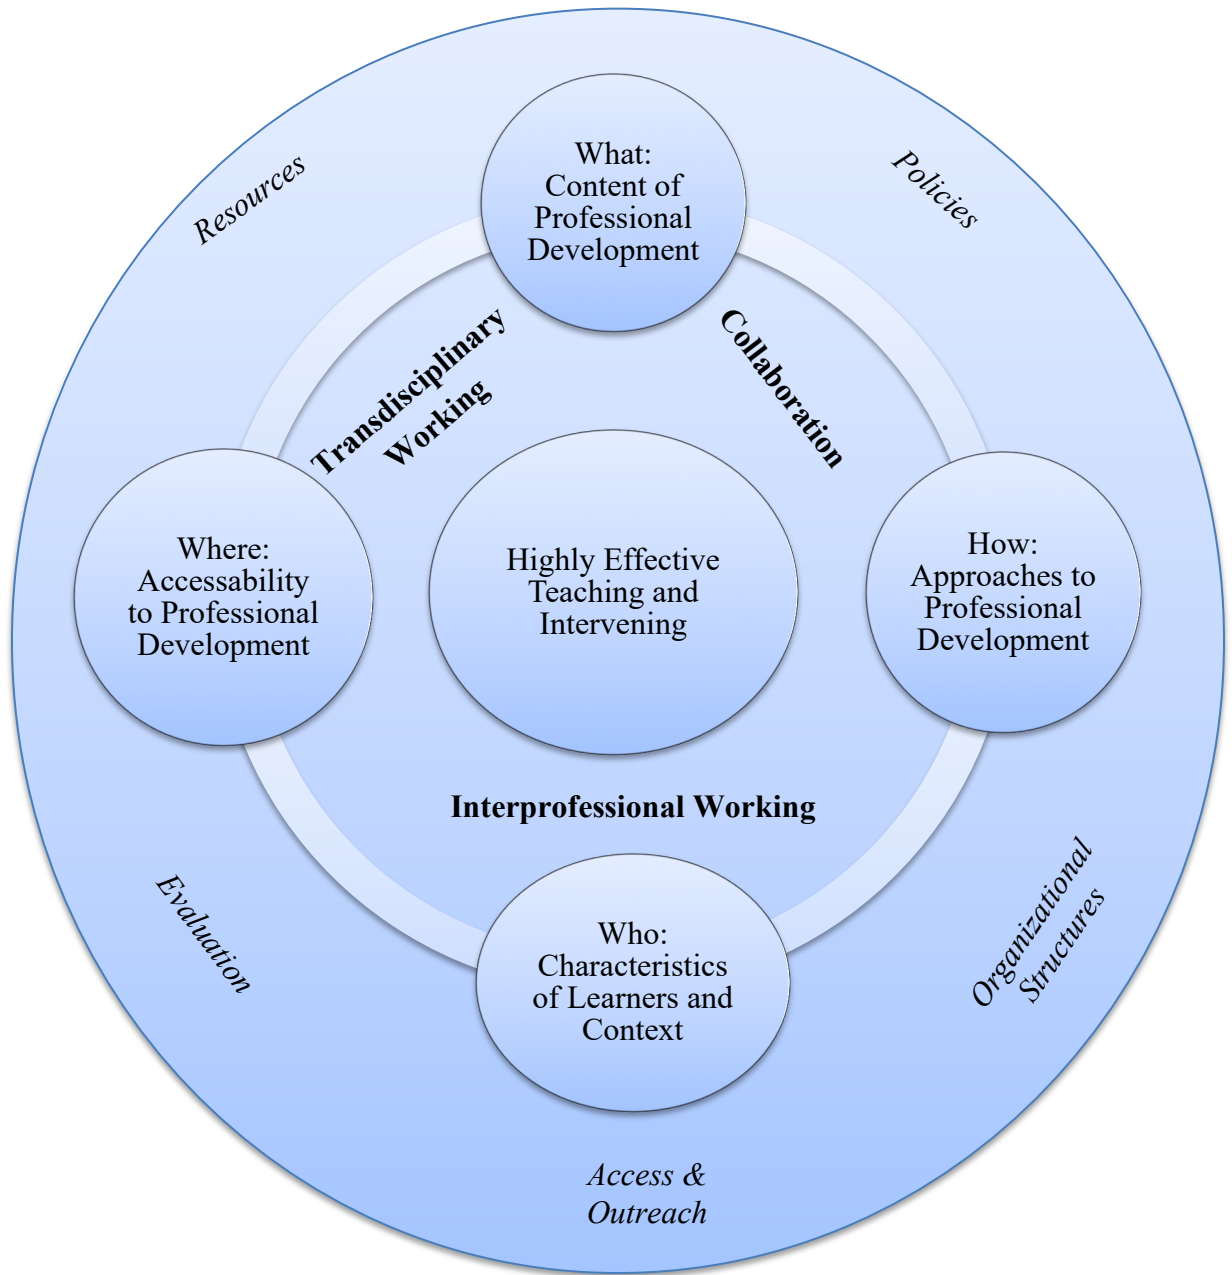 What:
Content of
Professional
Development
Resources
Policies
Transdisciplinary
Working
Collaboration
Where:
Accessability
to Professional
Development
Highly Effective
Teaching and
Intervening
How:
Approaches to
Professional
Development
Interprofessional Working
Evaluation
Organizational
Structures
Who:
Characteristics
of Learners and
Context
Access &
Outreach